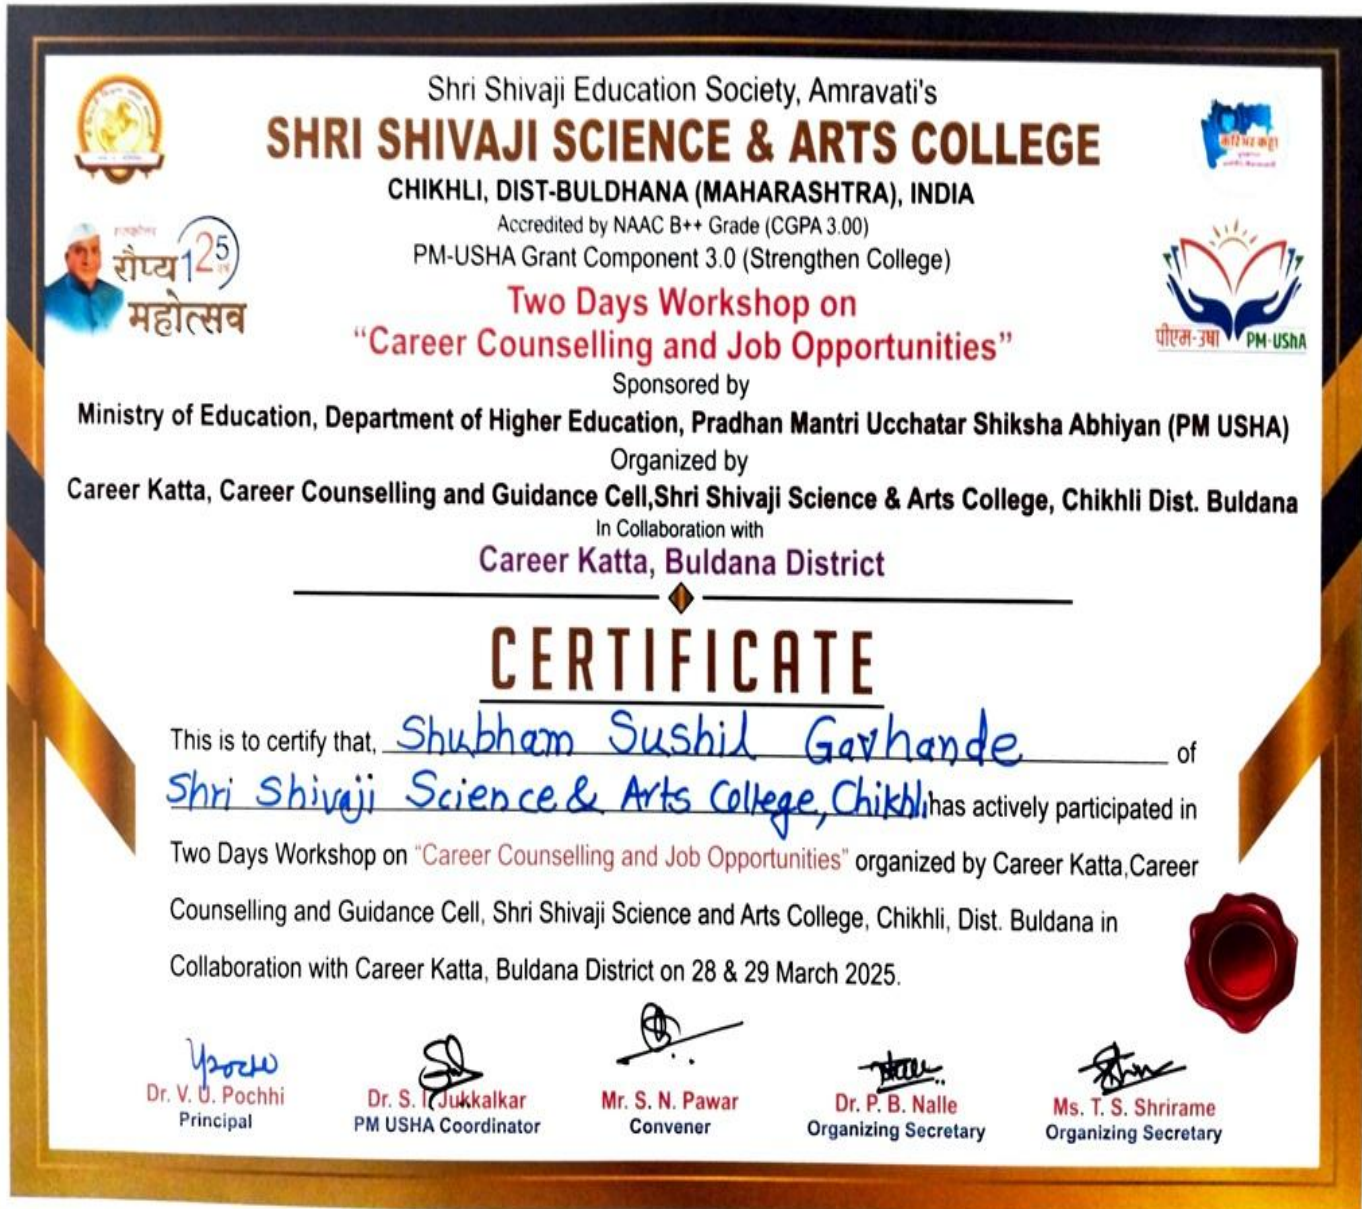 Shri Shivaji Education Society, Amravati's
SHRI SHIVAJI SCIENCE & ARTS COLLEGE
CHIKHLI, DIST-BULDHANA (MAHARASHTRA), INDIA
Accredited by NAAC B++ Grade (CGPA 3.00)
PM-USHA Grant Component 3.0 (Strengthen College)
रौप्य 125
महोत्सव
पीएम-उषा PM-UShA
Two Days Workshop on
“Career Counselling and Job Opportunities”
Sponsored by
Ministry of Education, Department of Higher Education, Pradhan Mantri Ucchatar Shiksha Abhiyan (PM USHA)
Organized by
Career Katta, Career Counselling and Guidance Cell,Shri Shivaji Science & Arts College, Chikhli Dist. Buldana
In Collaboration with
Career Katta, Buldana District
CERTIFICATE
This is to certify that, Shubham Sushil Gavhande of
Shri Shivaji Science & Arts College, Chikhli has actively participated in
Two Days Workshop on “Career Counselling and Job Opportunities” organized by Career Katta,Career
Counselling and Guidance Cell, Shri Shivaji Science and Arts College, Chikhli, Dist. Buldana in
Collaboration with Career Katta, Buldana District on 28 & 29 March 2025.
Dr. V. U. Pochhi
Principal
Dr. S. Jukkalkar
PM USHA Coordinator
Mr. S. N. Pawar
Convener
Dr. P. B. Nalle
Organizing Secretary
Ms. T. S. Shrirame
Organizing Secretary